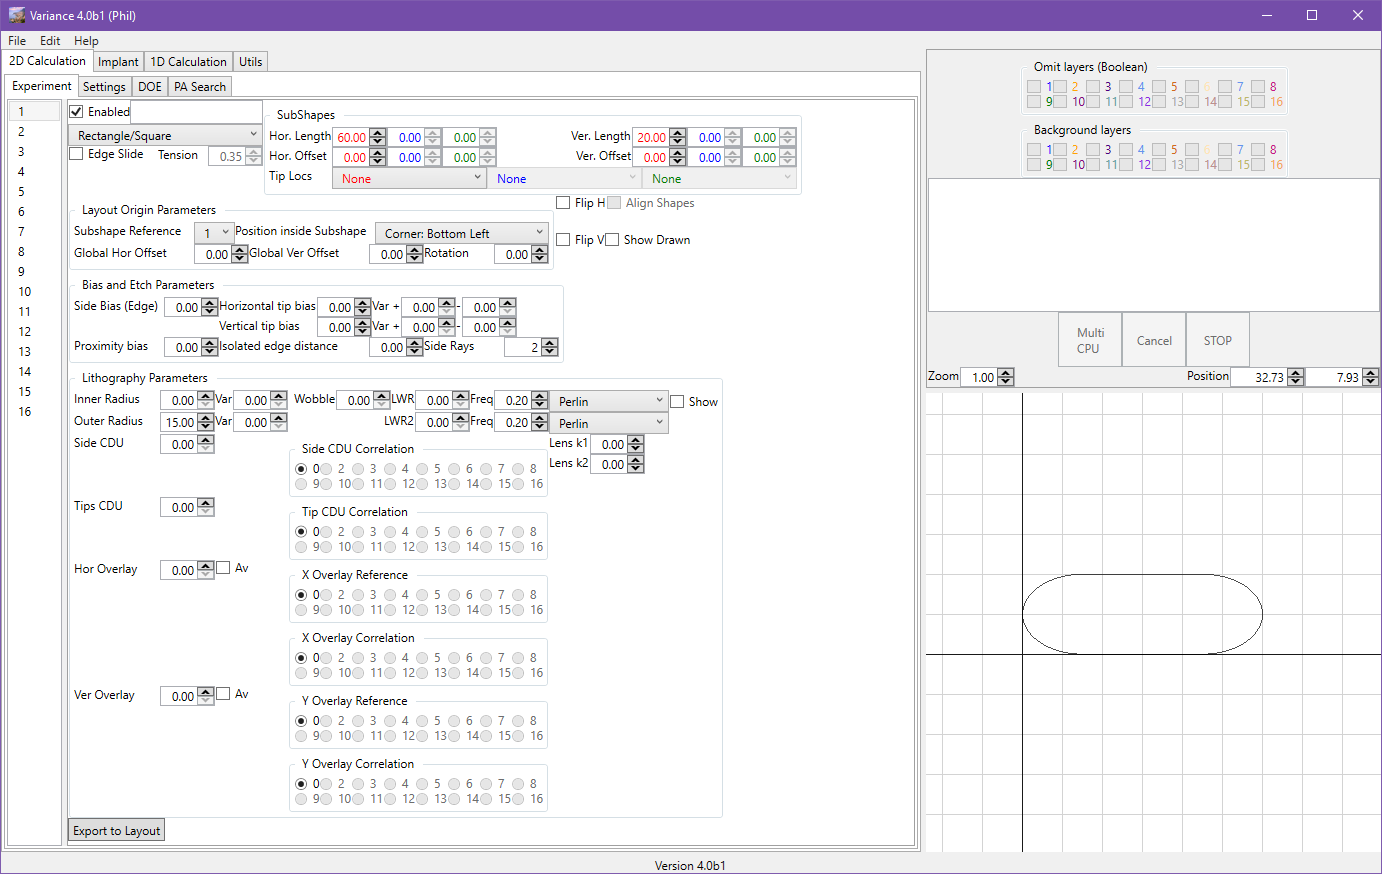 Variance 4.0b1 (Phil)
File Edit Help
2D Calculation Implant 1D Calculation Utils
Experiment Settings DOE PA Search
1
2
3
4
5
6
7
8
9
10
11
12
13
14
15
16
Enabled
Rectangle/Square
Edge Slide Tension 0.35
SubShapes
Hor. Length 60.00 0.00 0.00 Ver. Length 20.00 0.00 0.00
Hor. Offset 0.00 0.00 0.00 Ver. Offset 0.00 0.00 0.00
Tip Locs None None None
Layout Origin Parameters
Subshape Reference 1 Position inside Subshape Corner: Bottom Left
Global Hor Offset 0.00 Global Ver Offset 0.00 Rotation 0.00
Flip H Align Shapes
Flip V Show Drawn
Bias and Etch Parameters
Side Bias (Edge) 0.00 Horizontal tip bias 0.00 Var + 0.00 - 0.00
Vertical tip bias 0.00 Var + 0.00 - 0.00
Proximity bias 0.00 Isolated edge distance 0.00 Side Rays 2
Lithography Parameters
Inner Radius 0.00 Var 0.00 Wobble 0.00 LWR 0.00 Freq 0.20 Perlin Show
Outer Radius 15.00 Var 0.00 LWR2 0.00 Freq 0.20 Perlin
Side CDU 0.00 Lens k1 0.00
Lens k2 0.00
Side CDU Correlation
0 2 3 4 5 6 7 8
9 10 11 12 13 14 15 16
Tips CDU 0.00
Tip CDU Correlation
0 2 3 4 5 6 7 8
9 10 11 12 13 14 15 16
Hor Overlay 0.00 Av
X Overlay Reference
0 2 3 4 5 6 7 8
9 10 11 12 13 14 15 16
X Overlay Correlation
0 2 3 4 5 6 7 8
9 10 11 12 13 14 15 16
Ver Overlay 0.00 Av
Y Overlay Reference
0 2 3 4 5 6 7 8
9 10 11 12 13 14 15 16
Y Overlay Correlation
0 2 3 4 5 6 7 8
9 10 11 12 13 14 15 16
Export to Layout
Omit layers (Boolean)
1 2 3 4 5 6 7 8
9 10 11 12 13 14 15 16
Background layers
1 2 3 4 5 6 7 8
9 10 11 12 13 14 15 16
Multi CPU Cancel STOP
Zoom 1.00 Position 32.73 7.93
Version 4.0b1